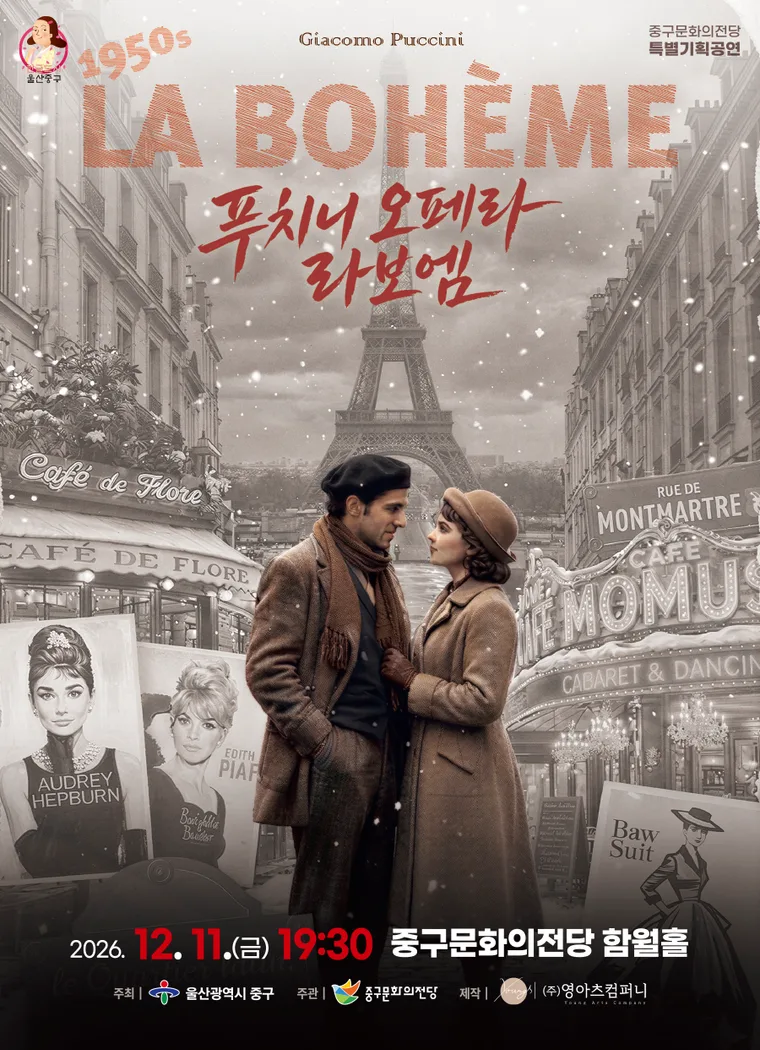 울산중구
1950s
Giacomo Puccini
중구문화의전당
특별기획공연
LA BOHÈME
푸치니 오페라
라보엠
Café de Flore
CAFÉ DE FLORE
RUE DE
MONTMARTRE
CAFE
CAFE MOMUS
CABARET & DANCIN
AUDREY
HEPBURN
EDITH
PIAF
Baw
Suit
2026. 12. 11.(금) 19:30 중구문화의전당 함월홀
주최 | 울산광역시 중구 주관 | 중구문화의전당 제작 | (주)영아츠컴퍼니
Young Arts Company